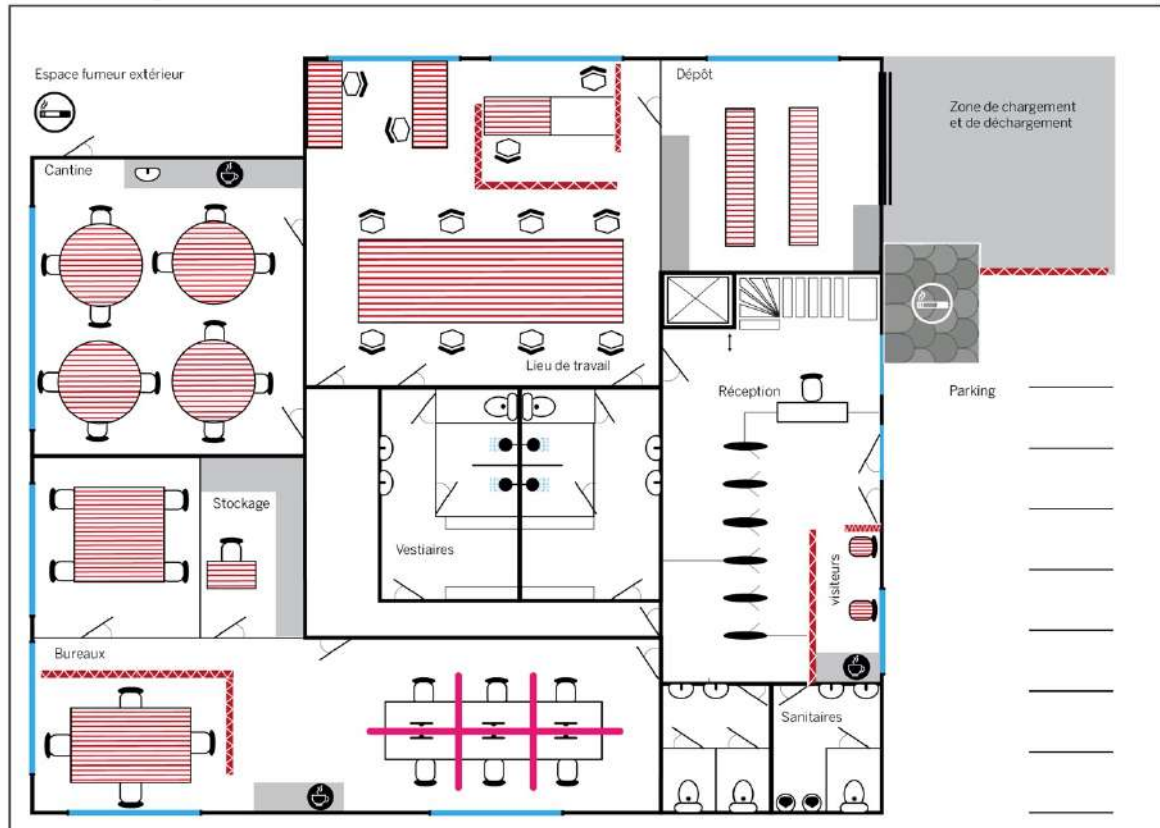 Espace fumeur extérieur
Dépôt
Zone de chargement
et de déchargement
Cantine
Lieu de travail
Réception
Parking
Stockage
Vestiaires
visiteurs
Bureaux
Sanitaires